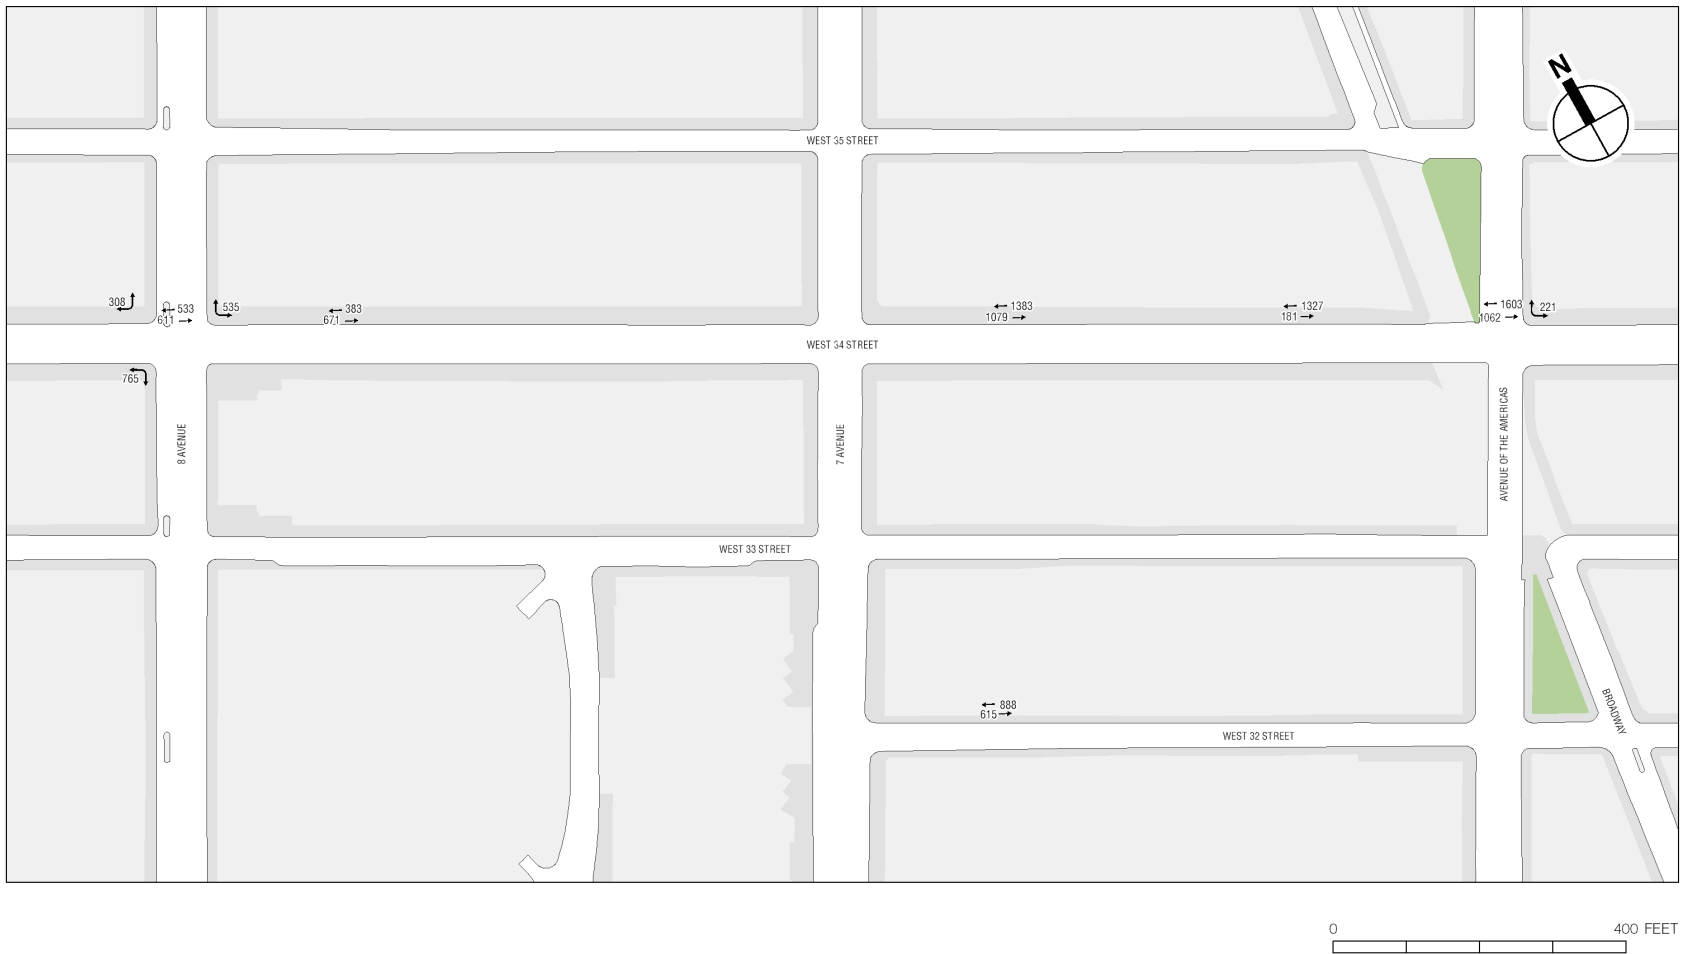 N
WEST 35 STREET
308
533
611
535
383
671
1383
1079
1327
181
1603
1062
221
WEST 34 STREET
765
8 AVENUE
7 AVENUE
AVENUE OF THE AMERICAS
WEST 33 STREET
888
615
BROADWAY
WEST 32 STREET
0
400 FEET